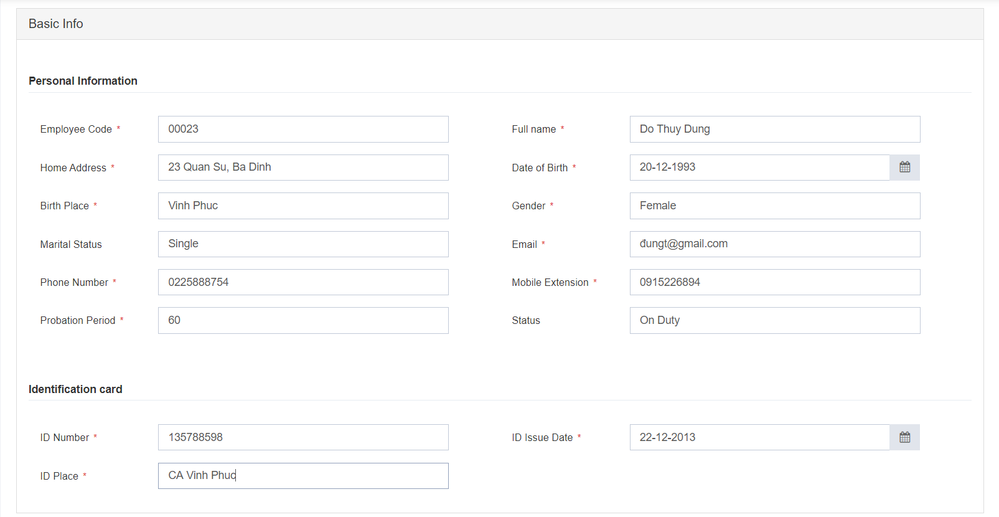 Basic Info
Personal Information
Employee Code * 00023 Full name * Do Thuy Dung
Home Address * 23 Quan Su, Ba Dinh Date of Birth * 20-12-1993
Birth Place * Vinh Phuc Gender * Female
Marital Status Single Email * đungt@gmail.com
Phone Number * 0225888754 Mobile Extension * 0915226894
Probation Period * 60 Status On Duty
Identification card
ID Number * 135788598 ID Issue Date * 22-12-2013
ID Place * CA Vinh Phuc